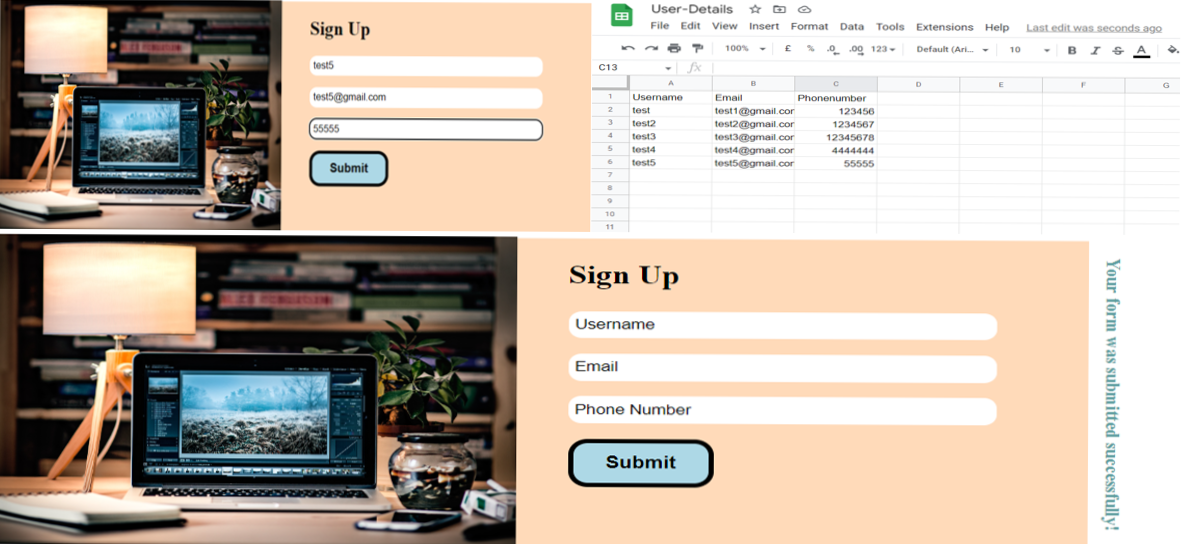 Sign Up
test5
test5@gmail.com
55555
Submit
User-Details
File Edit View Insert Format Data Tools Extensions Help Last edit was seconds ago
100% £ % .0 .00 123 Default (Ari... 10 B I S A
C13 fx
A B C D E F G
1 Username Email Phonenumber
2 test test1@gmail.cor 123456
3 test2 test2@gmail.cor 1234567
4 test3 test3@gmail.cor 12345678
5 test4 test4@gmail.cor 4444444
6 test5 test5@gmail.cor 55555
7
8
9
10
11
Sign Up
Username
Email
Phone Number
Submit
Your form was submitted successfully!